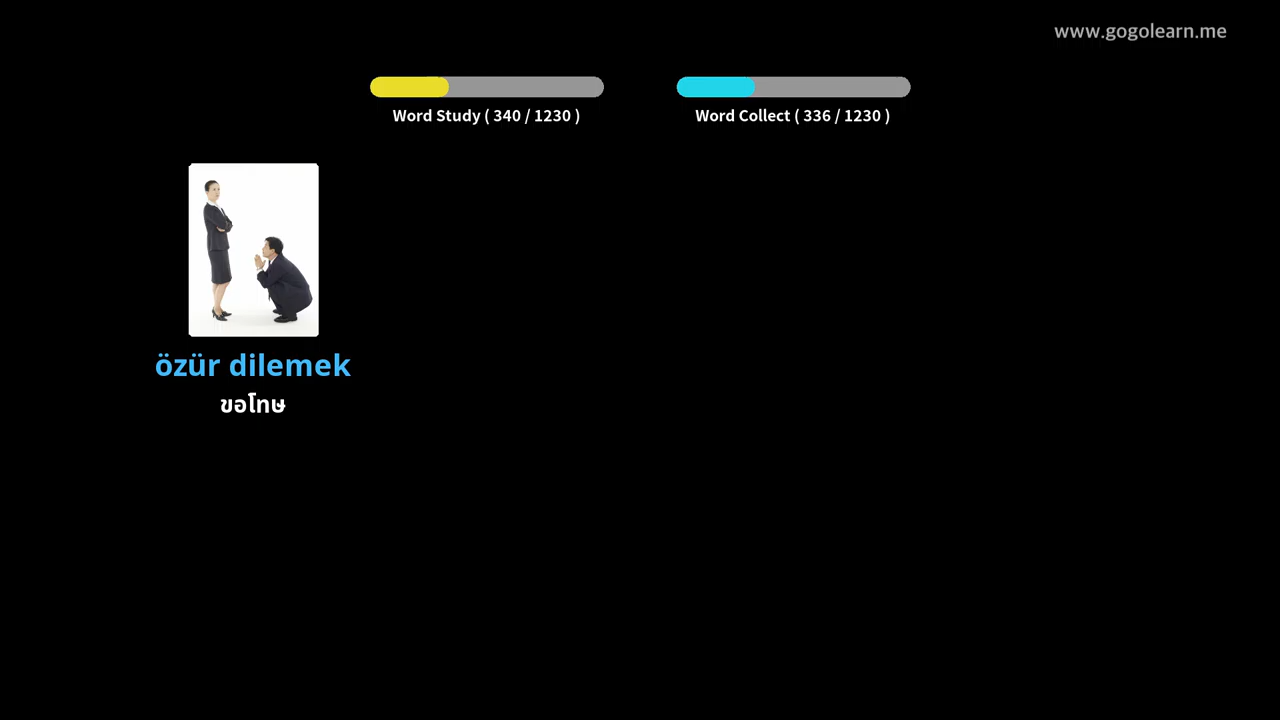 www.gogolearn.me
Word Study ( 340 / 1230 )
Word Collect ( 336 / 1230 )
özür dilemek
ขอโทษ